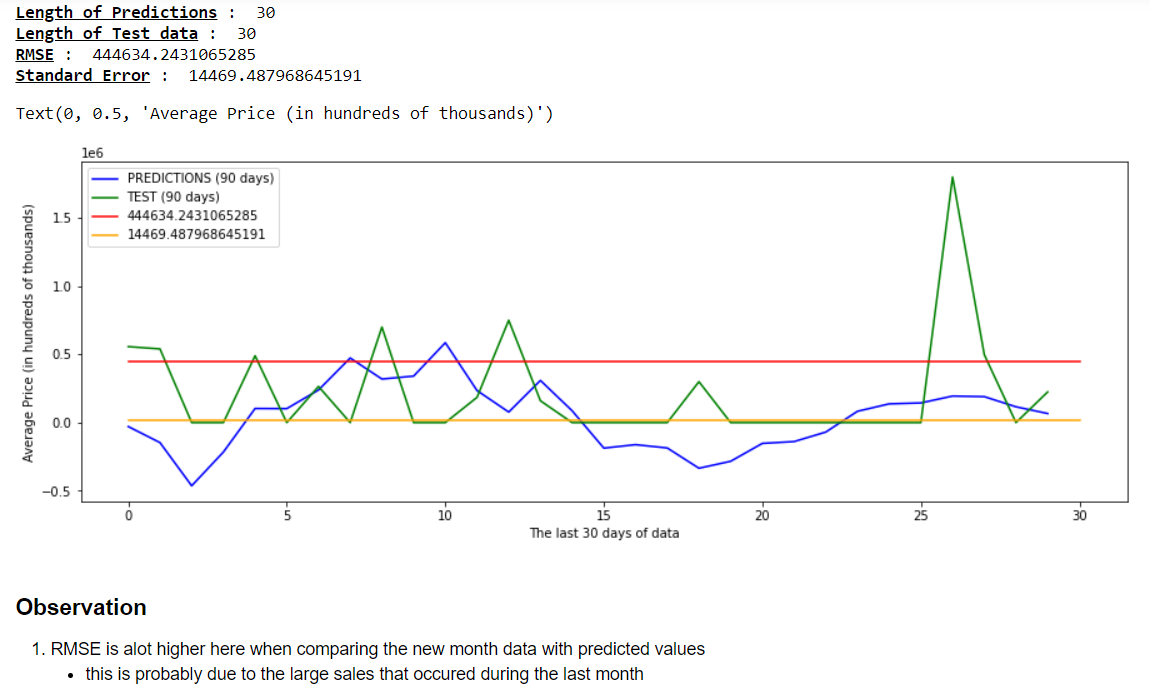 Length of Predictions :  30
Length of Test data :  30
RMSE :  444634.2431065285
Standard Error :  14469.487968645191
Text(0, 0.5, 'Average Price (in hundreds of thousands)')
1e6
PREDICTIONS (90 days)
TEST (90 days)
444634.2431065285
14469.487968645191
Average Price (in hundreds of thousands)
1.5
1.0
0.5
0.0
−0.5
0 5 10 15 20 25 30
The last 30 days of data
Observation
1. RMSE is alot higher here when comparing the new month data with predicted values
• this is probably due to the large sales that occured during the last month